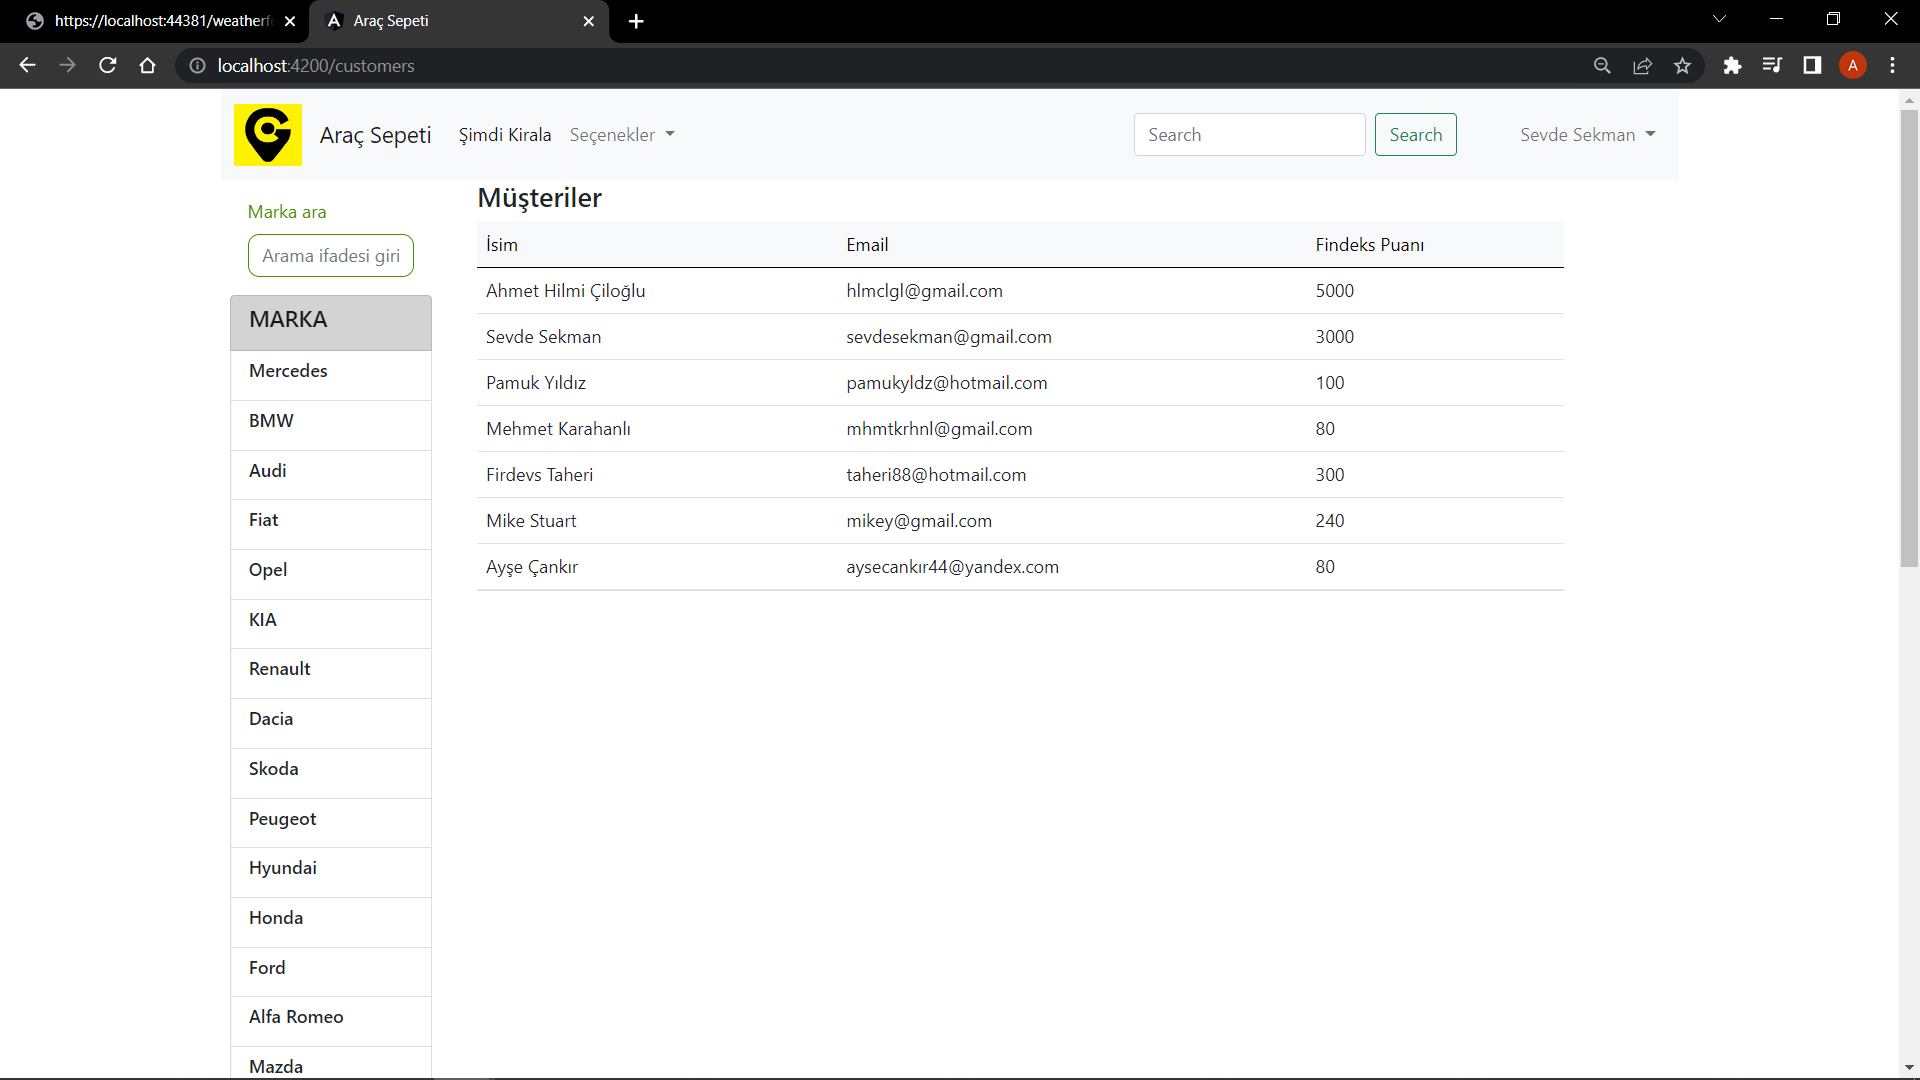 https://localhost:44381/weatherf
Araç Sepeti
localhost:4200/customers
A
Araç Sepeti
Şimdi Kirala
Seçenekler
Search
Search
Sevde Sekman
Marka ara
Arama ifadesi giri
MARKA
Mercedes
BMW
Audi
Fiat
Opel
KIA
Renault
Dacia
Skoda
Peugeot
Hyundai
Honda
Ford
Alfa Romeo
Mazda
Müşteriler
İsim Email Findeks Puanı
Ahmet Hilmi Çiloğlu hlmclgl@gmail.com 5000
Sevde Sekman sevdesekman@gmail.com 3000
Pamuk Yıldız pamukyldz@hotmail.com 100
Mehmet Karahanlı mhmtkrhnl@gmail.com 80
Firdevs Taheri taheri88@hotmail.com 300
Mike Stuart mikey@gmail.com 240
Ayşe Çankır aysecankır44@yandex.com 80